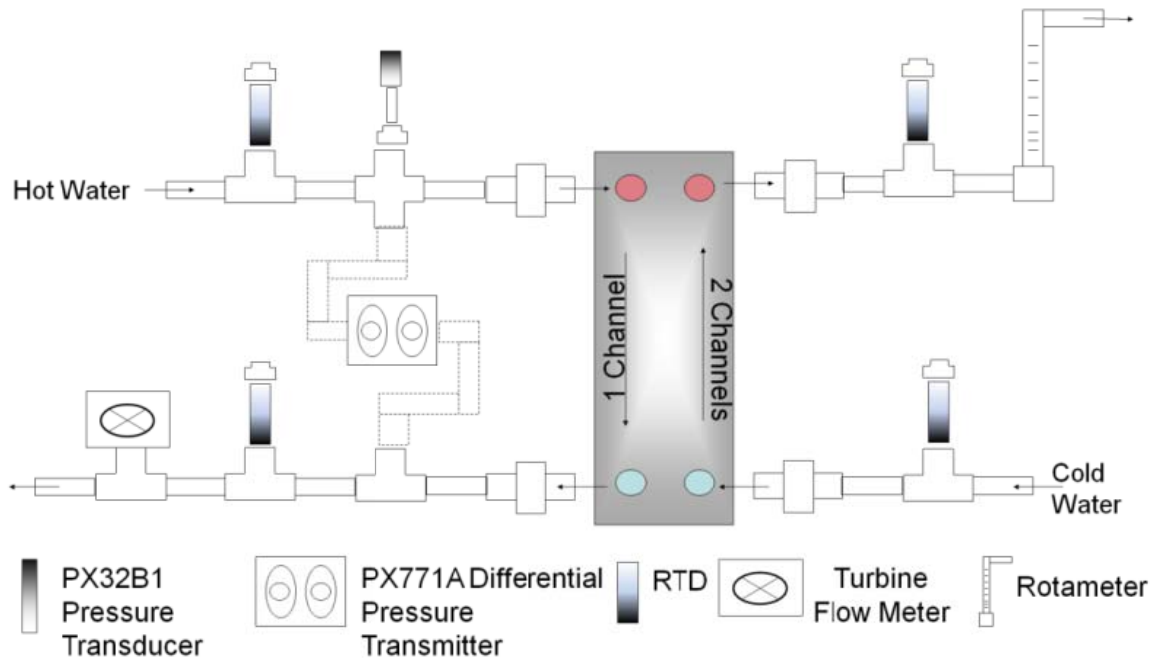 Hot Water
1 Channel
2 Channels
Cold
Water
PX32B1
Pressure
Transducer
PX771A Differential
Pressure
Transmitter
RTD
Turbine
Flow Meter
Rotameter